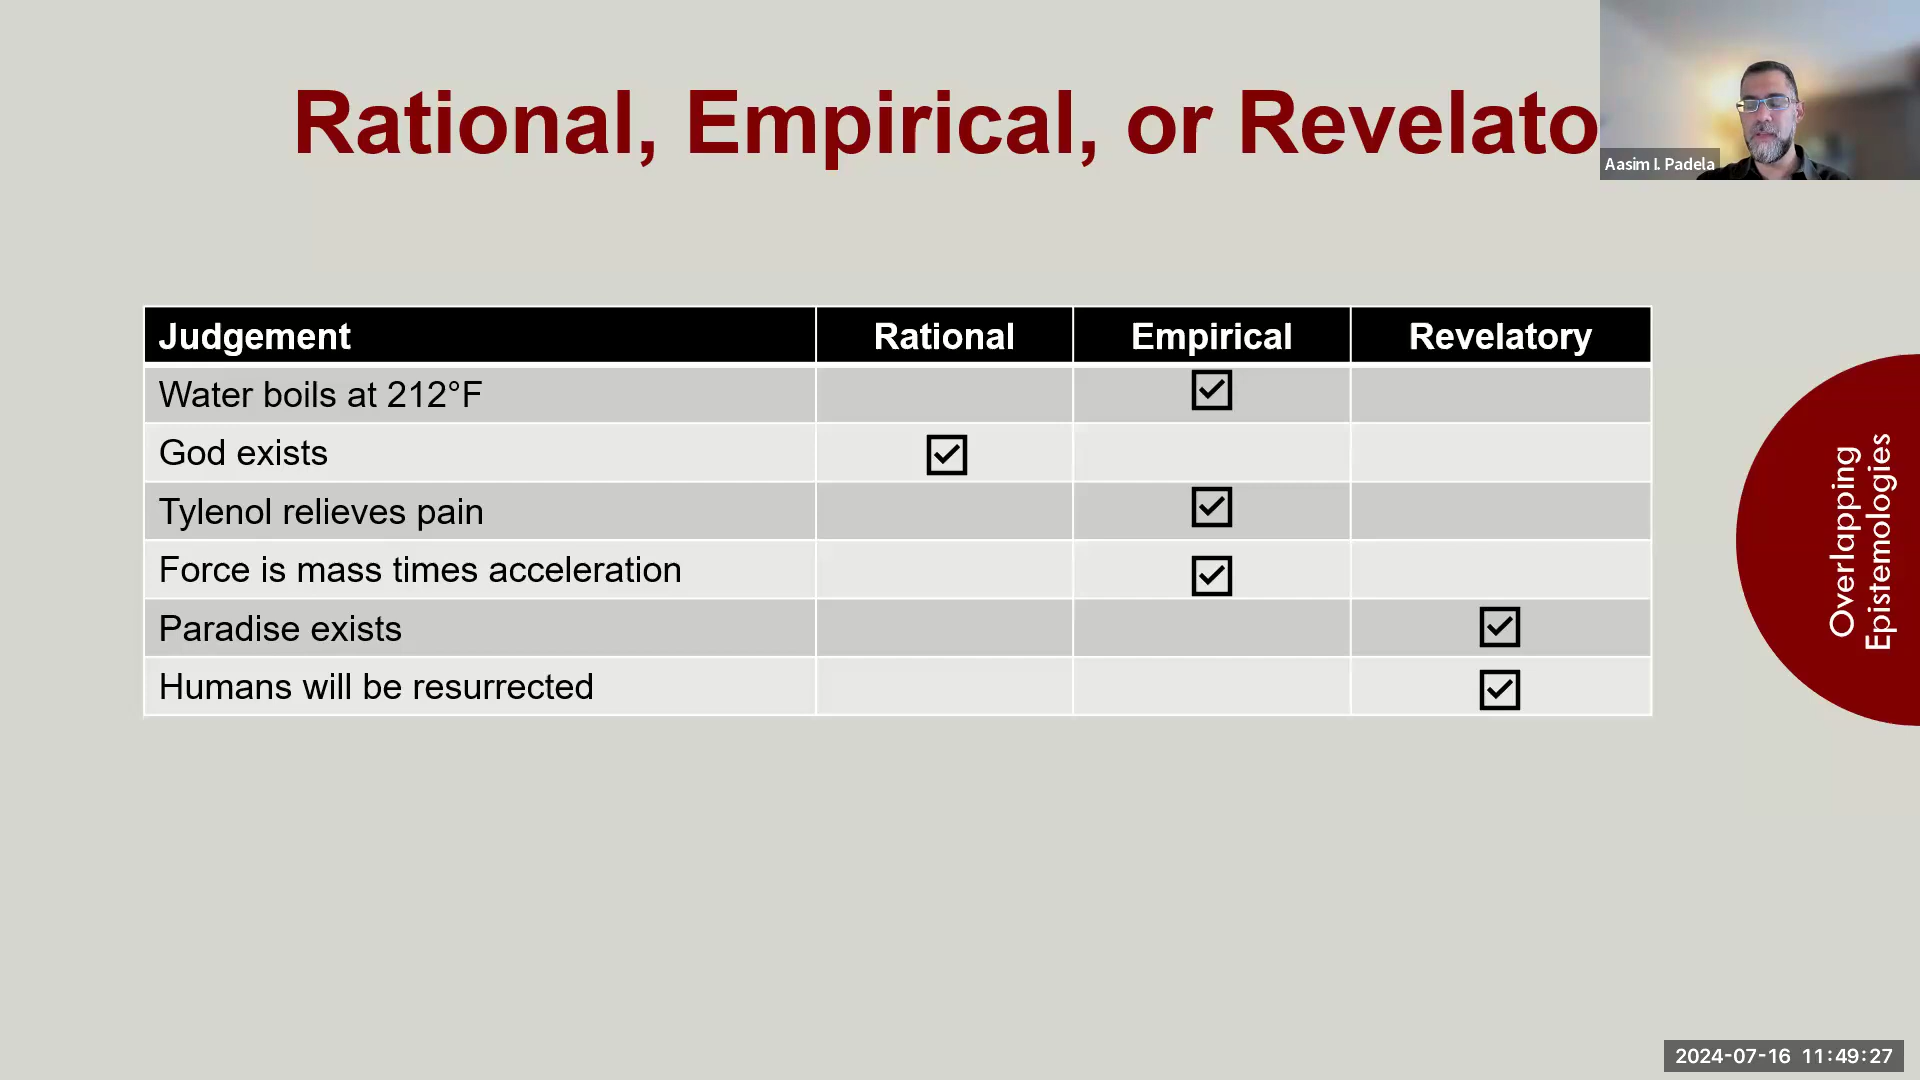 Rational, Empirical, or Revelato
Aasim I. Padela
Judgement Rational Empirical Revelatory
Water boils at 212°F ☑
God exists ☑
Tylenol relieves pain ☑
Force is mass times acceleration ☑
Paradise exists ☑
Humans will be resurrected ☑
Overlapping
Epistemologies
2024-07-16 11:49:27